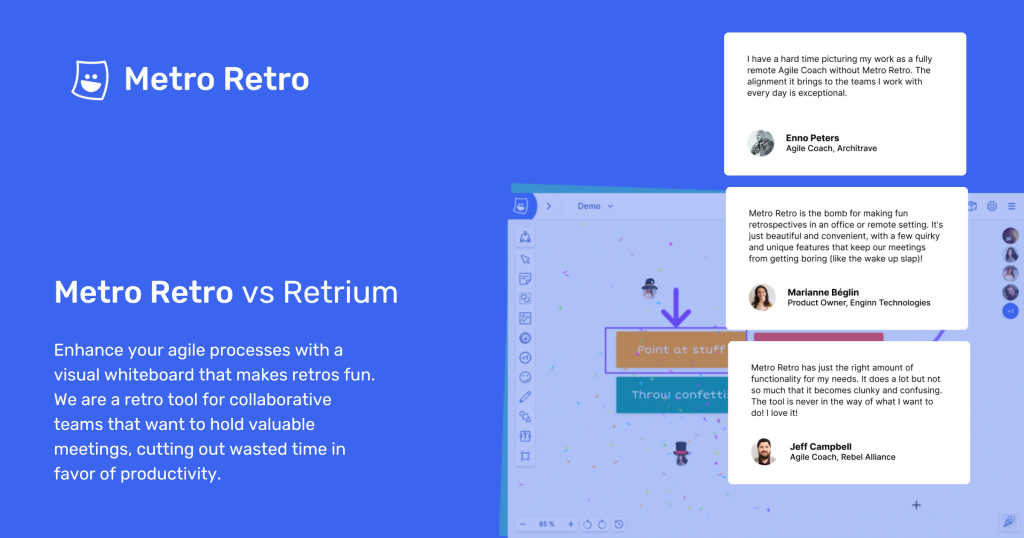 Metro Retro
Metro Retro vs Retrium
Enhance your agile processes with a
visual whiteboard that makes retros fun.
We are a retro tool for collaborative
teams that want to hold valuable
meetings, cutting out wasted time in
favor of productivity.
I have a hard time picturing my work as a fully
remote Agile Coach without Metro Retro. The
alignment it brings to the teams I work with
every day is exceptional.
Enno Peters
Agile Coach, Architrave
Metro Retro is the bomb for making fun
retrospectives in an office or remote setting. It's
just beautiful and convenient, with a few quirky
and unique features that keep our meetings
from getting boring (like the wake up slap)!
Marianne Béglin
Product Owner, Enginn Technologies
Metro Retro has just the right amount of
functionality for my needs. It does a lot but not
so much that it becomes clunky and confusing.
The tool is never in the way of what I want to
do! I love it!
Jeff Campbell
Agile Coach, Rebel Alliance
Demo
Point at stuff
Throw confetti
+1
+1
85 %